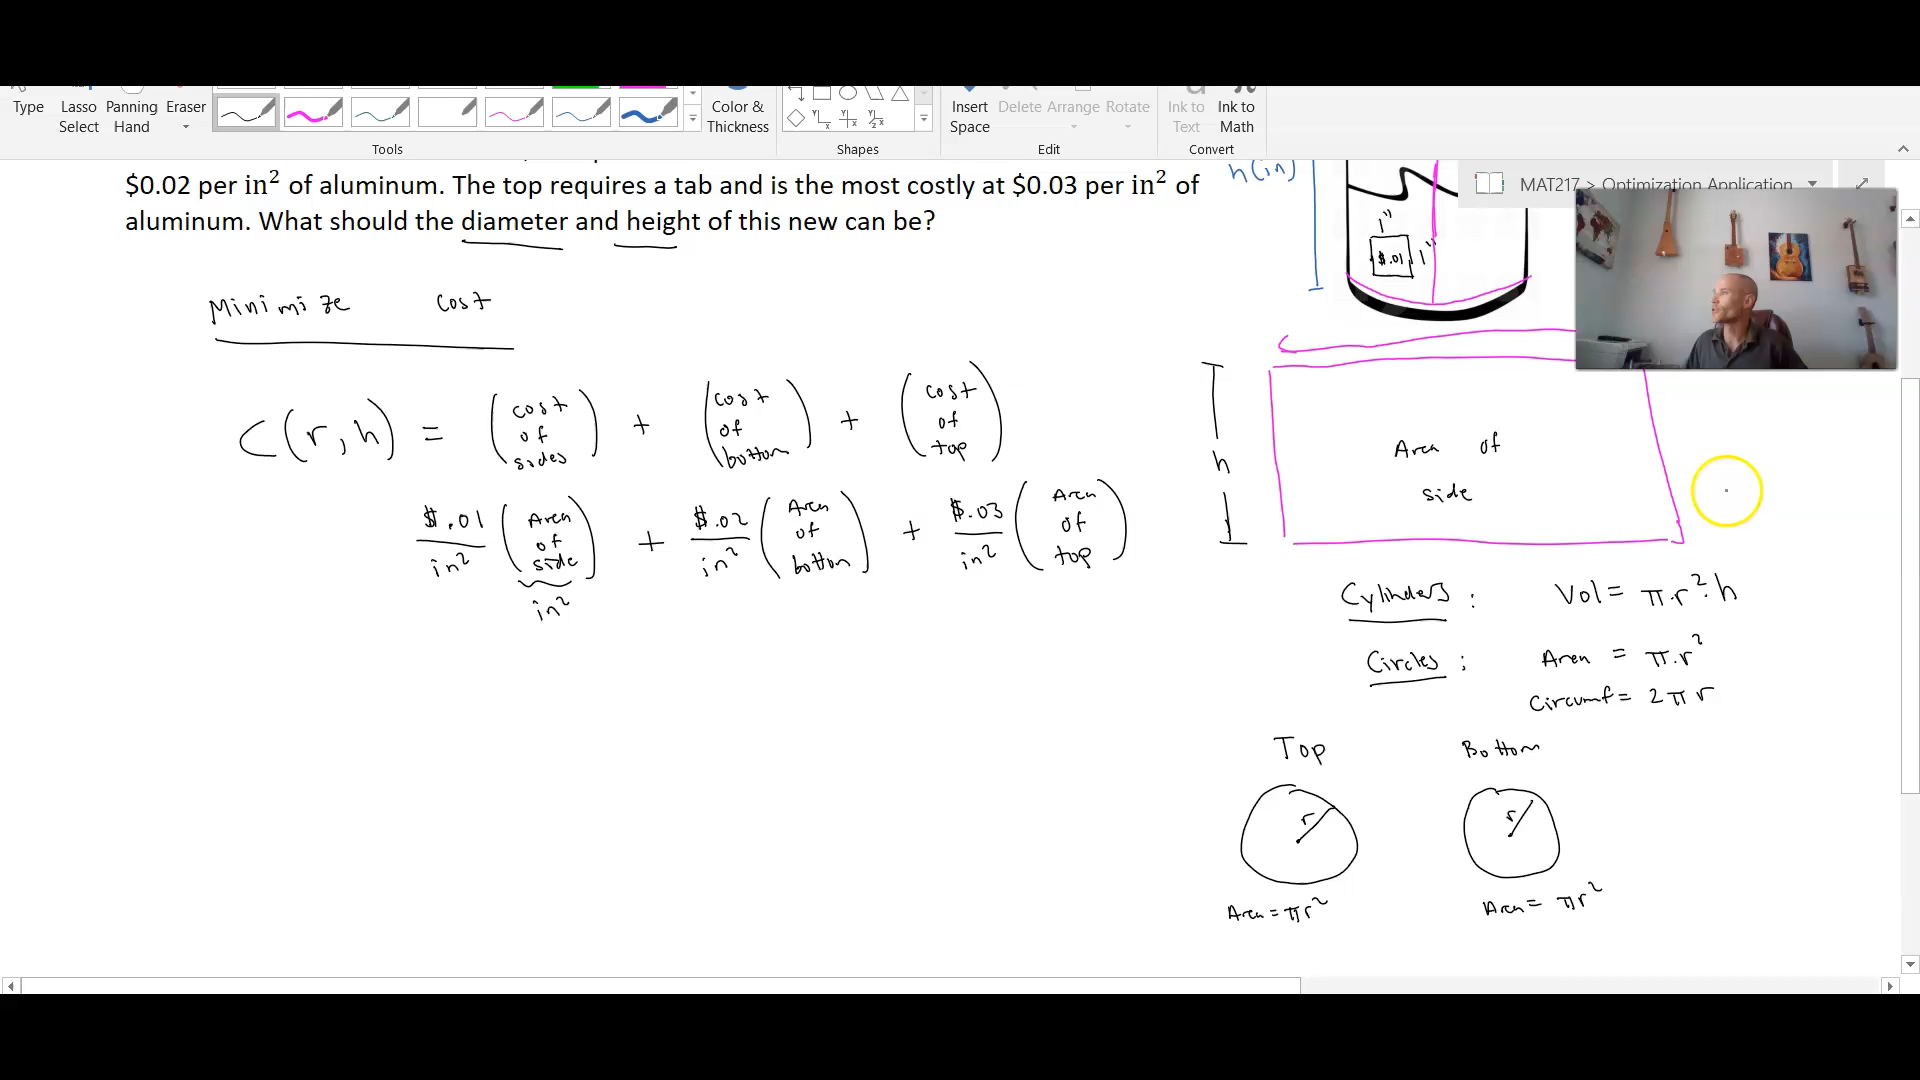 Type
Lasso Select
Panning Hand
Eraser
Color & Thickness
Insert Space
Delete
Arrange
Rotate
Ink to Text
Ink to Math
Tools
Shapes
Edit
Convert
$0.02 per in² of aluminum. The top requires a tab and is the most costly at $0.03 per in² of
aluminum. What should the diameter and height of this new can be?
h(in)
MAT217 > Optimization Application
1"
$.01 1"
Minimize cost
C(r,h) = (cost of sides) + (cost of bottom) + (cost of top)
$.01/in² (Area of side) + $.02/in² (Area of bottom) + $.03/in² (Area of top)
in²
h
Area of
side
Cylinders : Vol = π·r²·h
Circles : Area = π·r²
Circumf = 2πr
Top Bottom
r r
Area = πr² Area = πr²